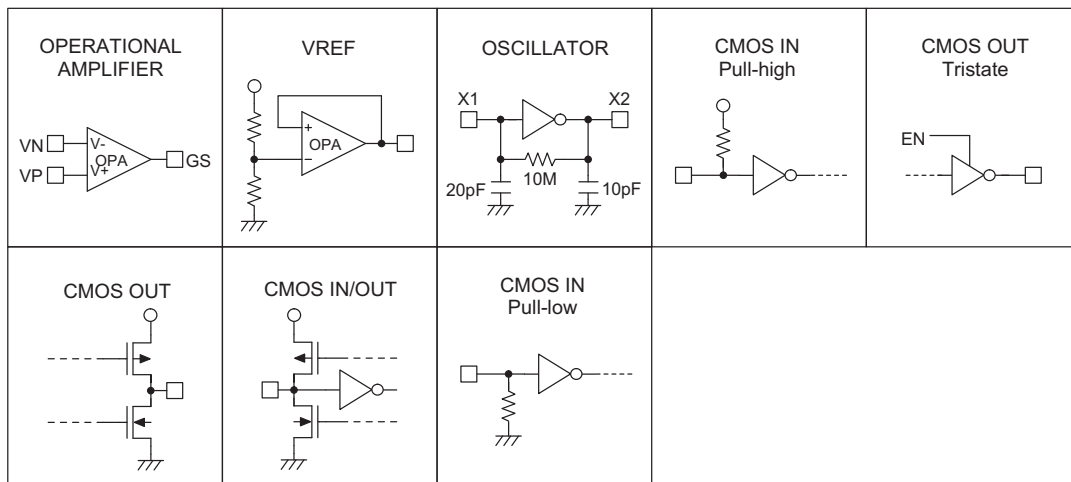 OPERATIONAL
AMPLIFIER
VN
V-
OPA
GS
VP
V+
VREF
+
OPA
−
OSCILLATOR
X1
X2
10M
20pF
10pF
CMOS IN
Pull-high
CMOS OUT
Tristate
EN
CMOS OUT
CMOS IN/OUT
CMOS IN
Pull-low